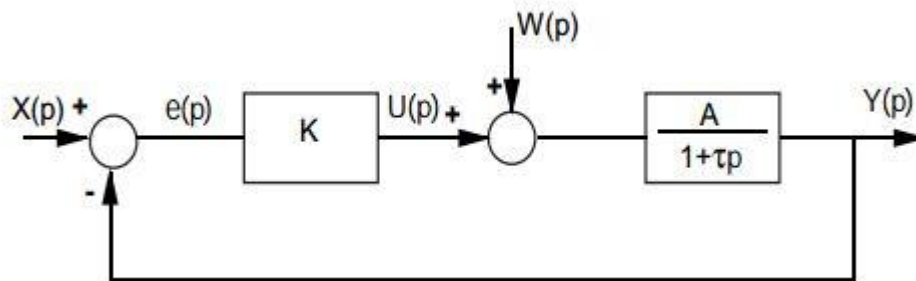 W(p)
X(p) +
e(p)
K
U(p) +
+
A
1+τp
Y(p)
-